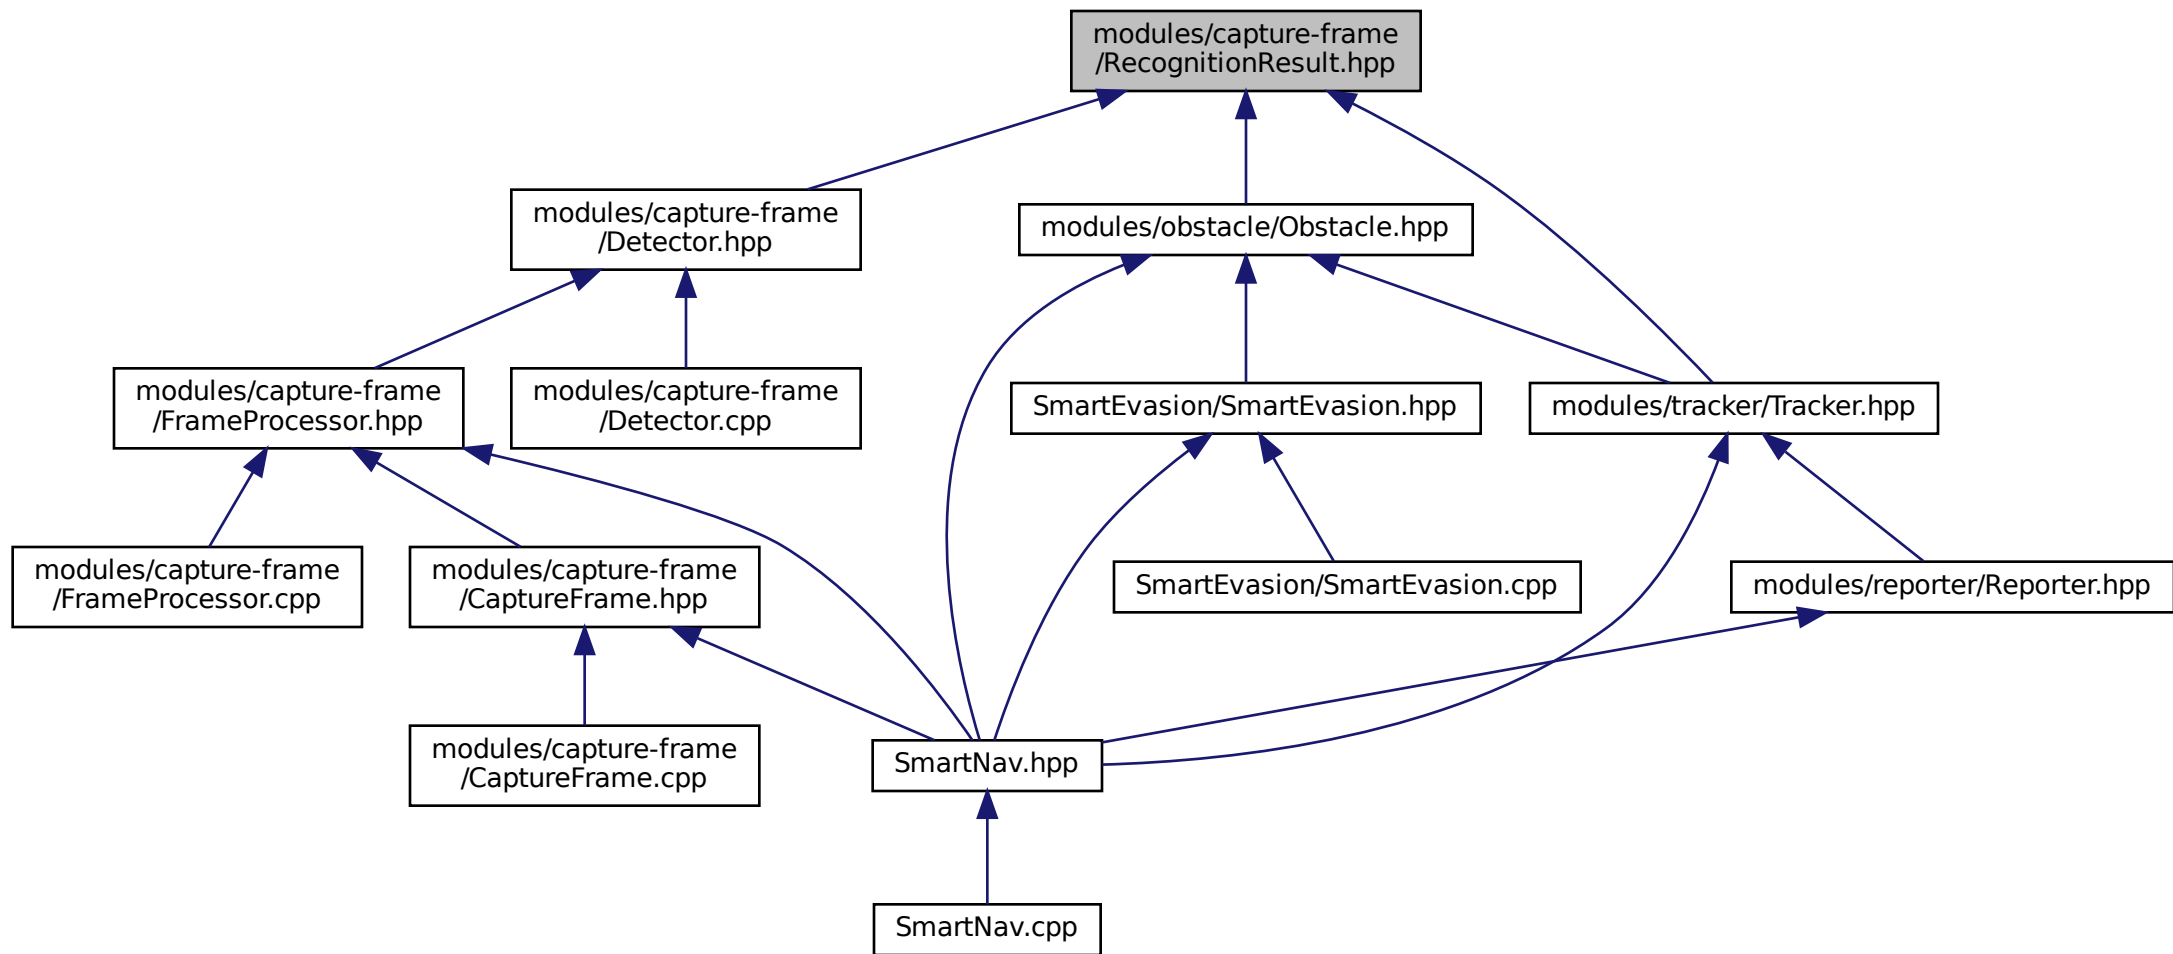 modules/capture-frame
/RecognitionResult.hpp
modules/capture-frame
/Detector.hpp
modules/obstacle/Obstacle.hpp
modules/capture-frame
/FrameProcessor.hpp
modules/capture-frame
/Detector.cpp
SmartEvasion/SmartEvasion.hpp
modules/tracker/Tracker.hpp
modules/capture-frame
/FrameProcessor.cpp
modules/capture-frame
/CaptureFrame.hpp
SmartEvasion/SmartEvasion.cpp
modules/reporter/Reporter.hpp
modules/capture-frame
/CaptureFrame.cpp
SmartNav.hpp
SmartNav.cpp